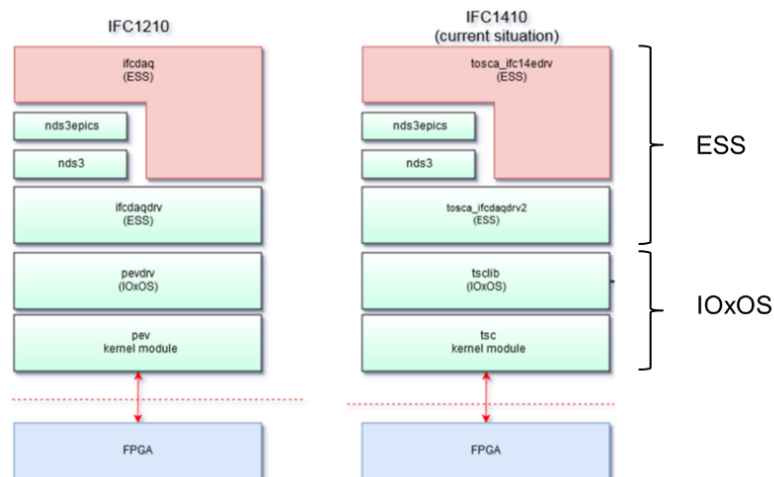 IFC1210
ifcdaq
(ESS)
nds3epics
nds3
ifcdaqdrv
(ESS)
pevdrv
(IOxOS)
pev
kernel module
FPGA
IFC1410
(current situation)
tosca_ifc14edrv
(ESS)
nds3epics
nds3
tosca_ifcdaqdrv2
(ESS)
tsclib
(IOxOS)
tsc
kernel module
FPGA
ESS
IOxOS